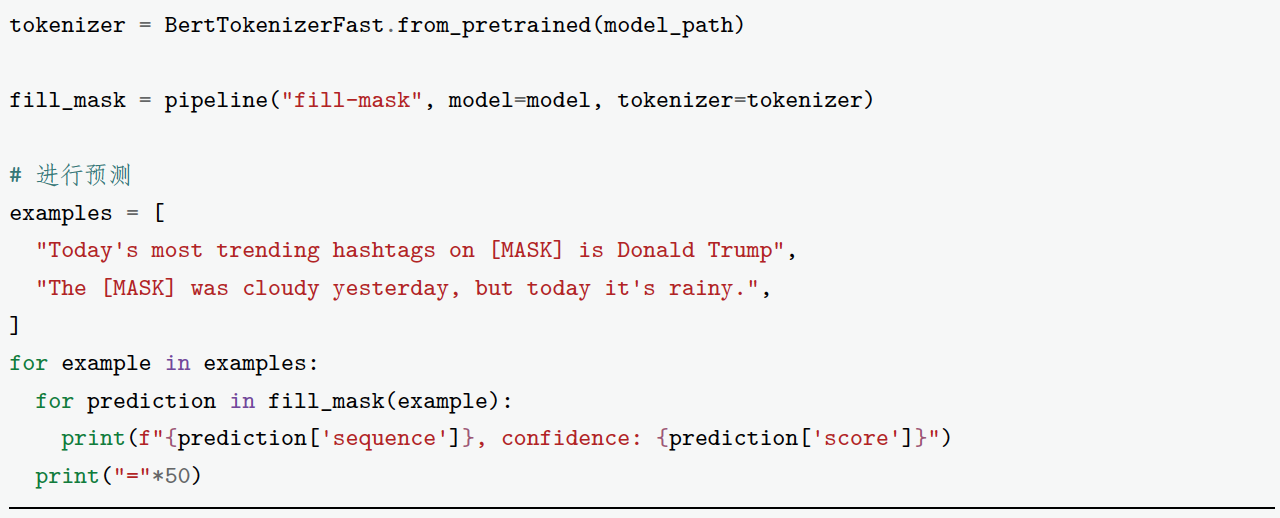 tokenizer = BertTokenizerFast.from_pretrained(model_path)
fill_mask = pipeline("fill-mask", model=model, tokenizer=tokenizer)
# 进行预测
examples = [
  "Today's most trending hashtags on [MASK] is Donald Trump",
  "The [MASK] was cloudy yesterday, but today it's rainy.",
]
for example in examples:
  for prediction in fill_mask(example):
    print(f"{prediction['sequence']}, confidence: {prediction['score']}")
  print("="*50)